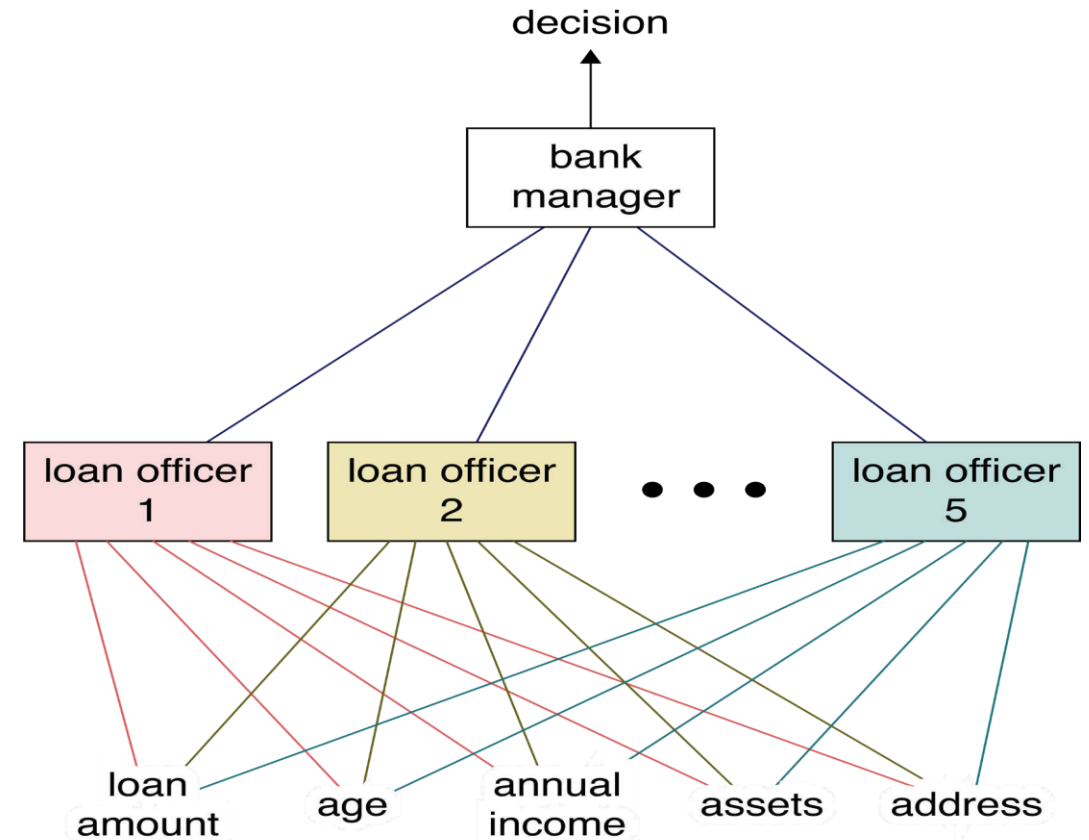 decision
bank
manager
loan officer
1
loan officer
2
loan officer
5
loan
amount
age
annual
income
assets
address